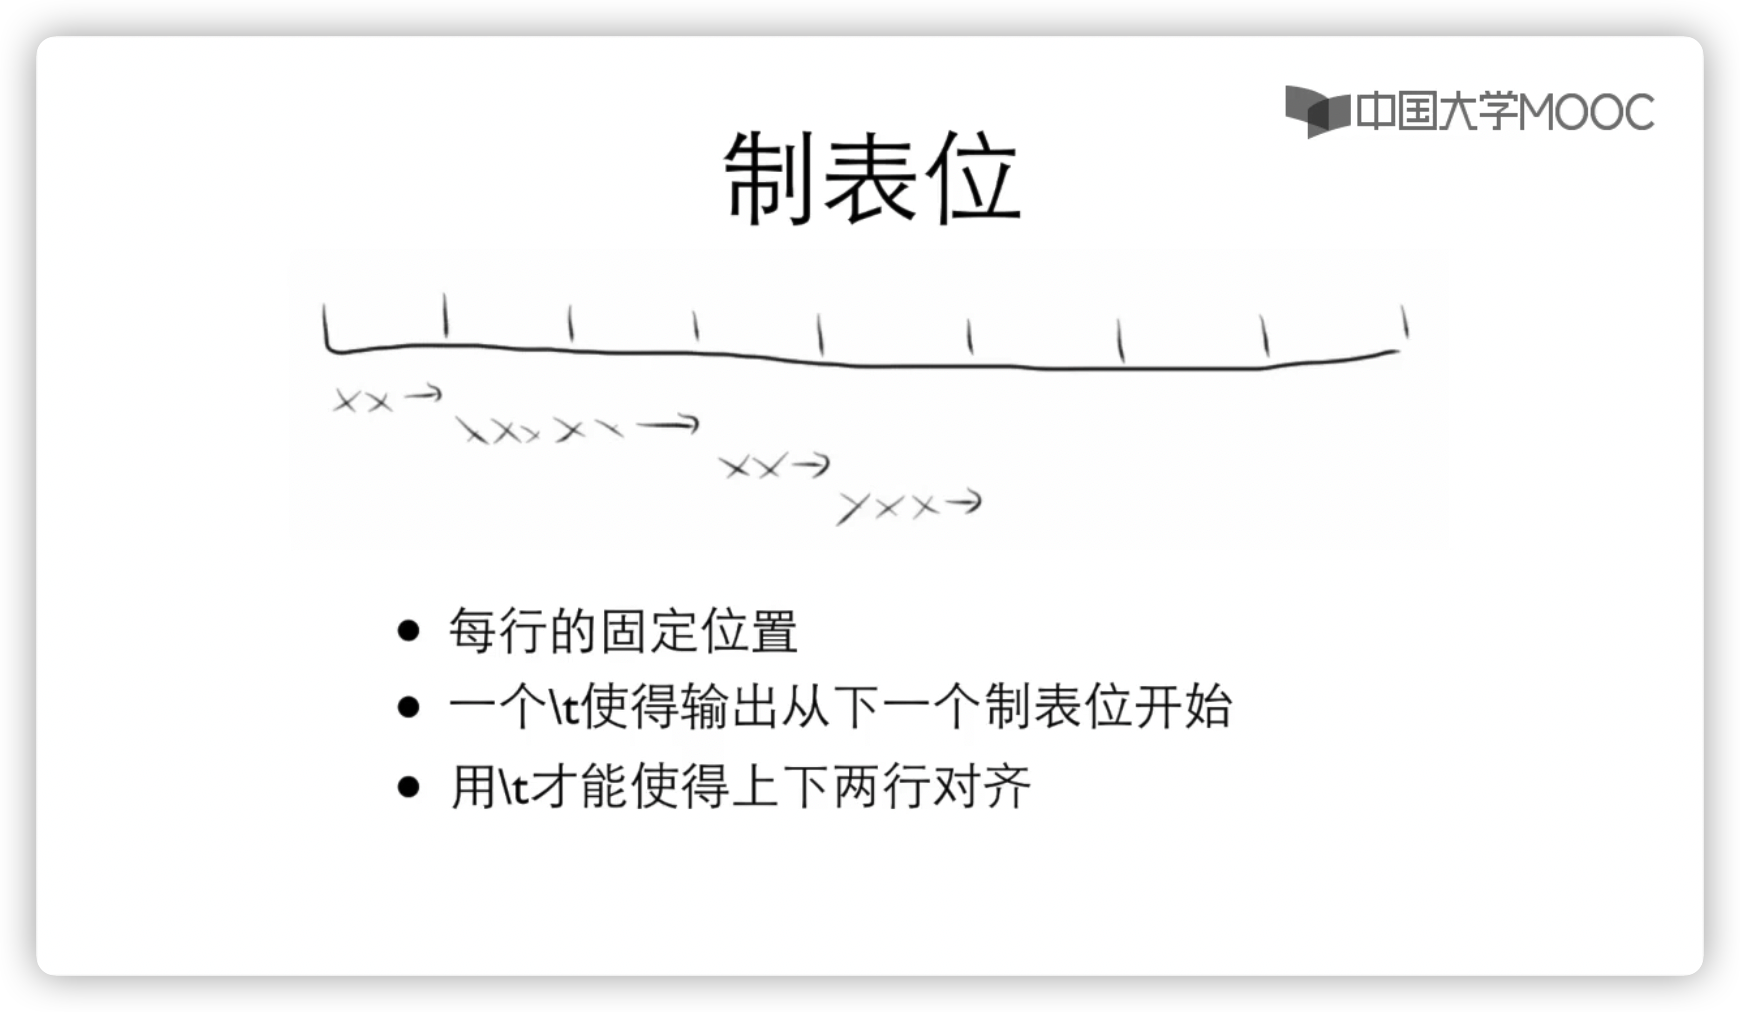 中国大学MOOC
制表位
xx→
xxxxx→
xx→
yxx→
每行的固定位置
一个\t使得输出从下一个制表位开始
用\t才能使得上下两行对齐